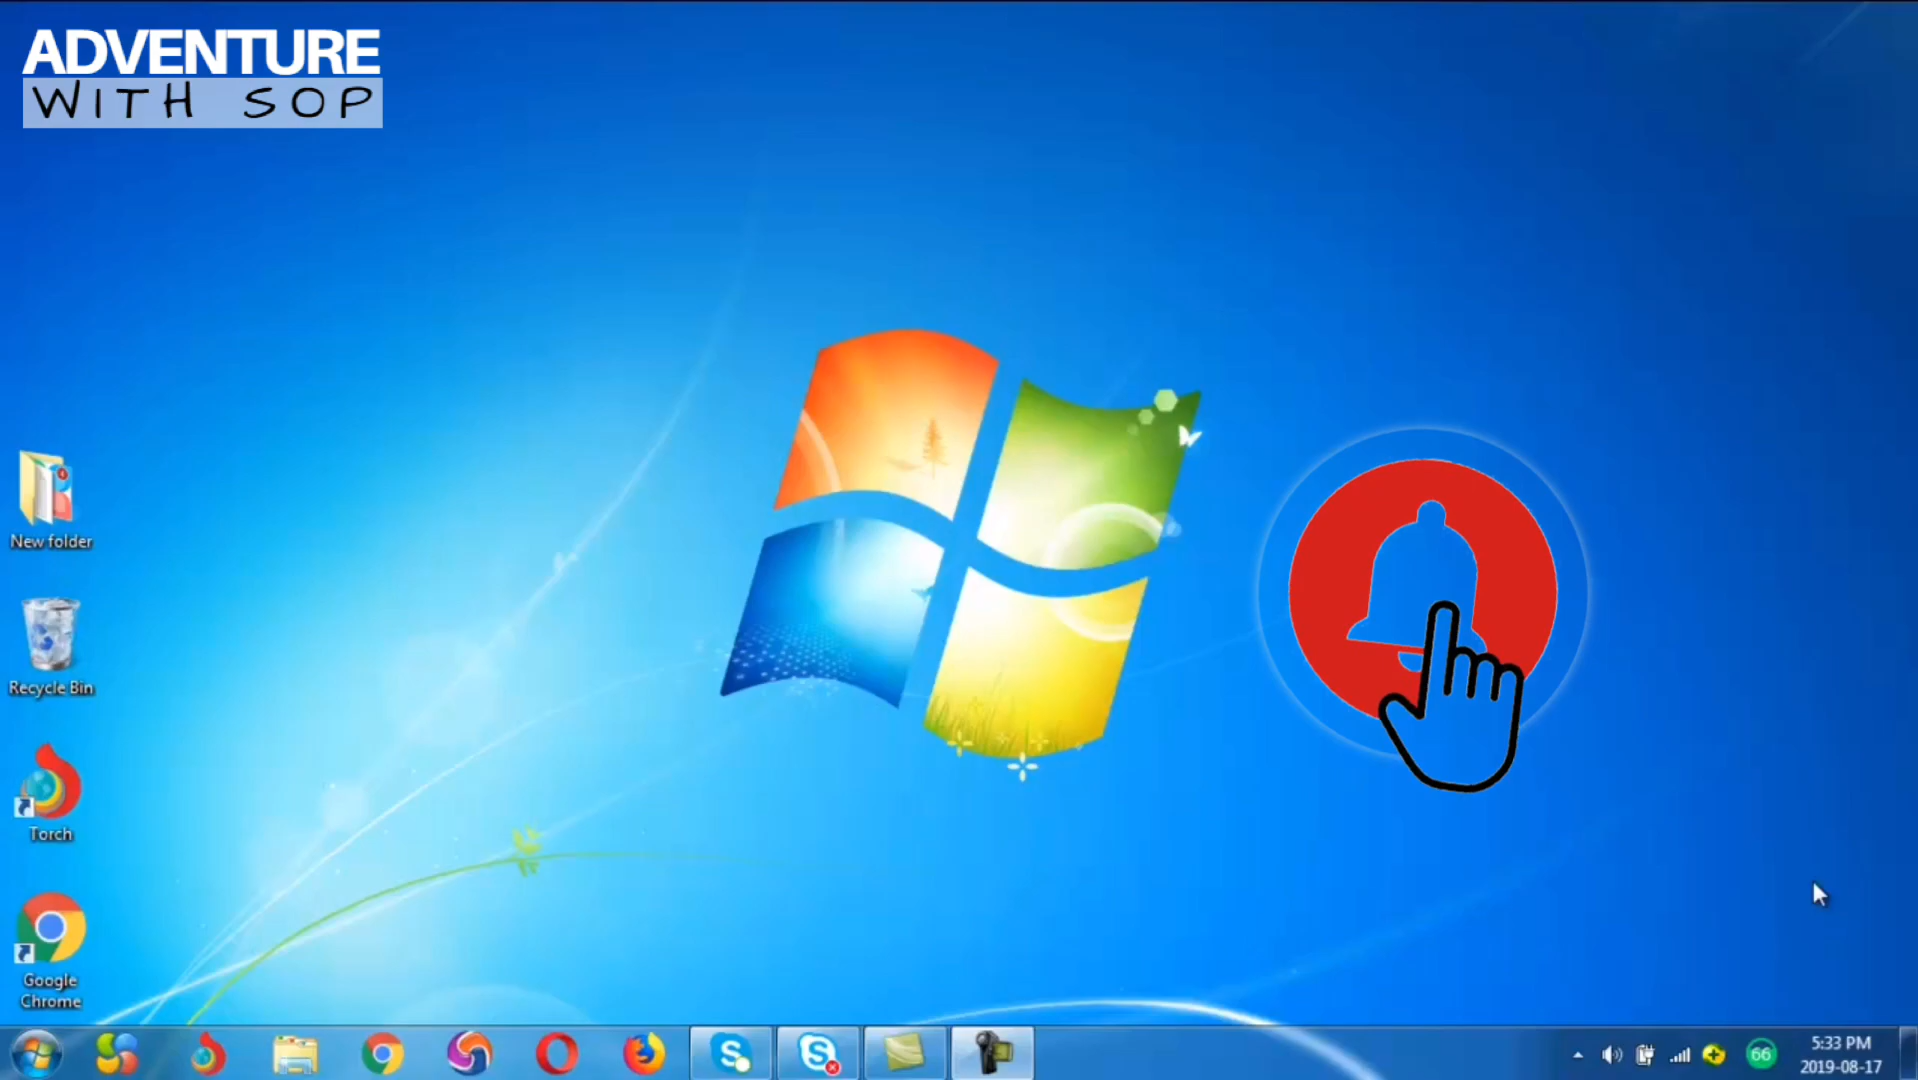 ADVENTURE
WITH SOP
New folder
Recycle Bin
Torch
Google
Chrome
66
5:33 PM
2019-08-17